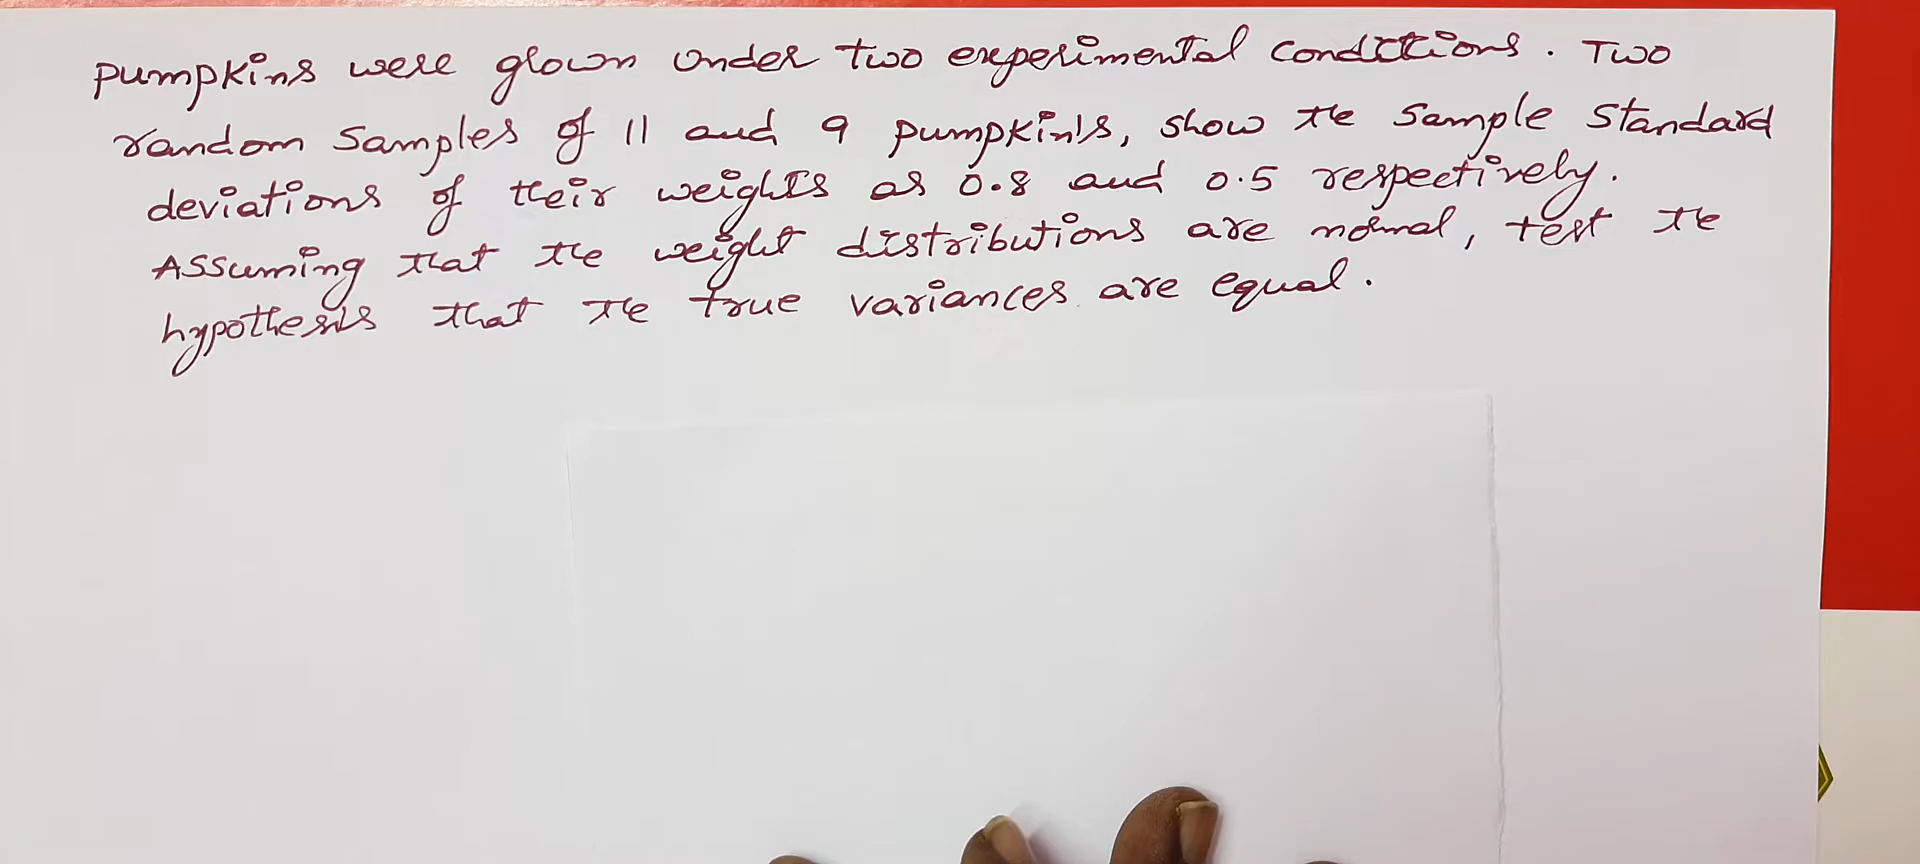 Pumpkins were grown under two experimental conditions. Two
random samples of 11 and 9 pumpkin's, show the sample standard
deviations of their weights as 0.8 and 0.5 respectively.
Assuming that the weight distributions are normal, test the
hypothesis that the true variances are equal.